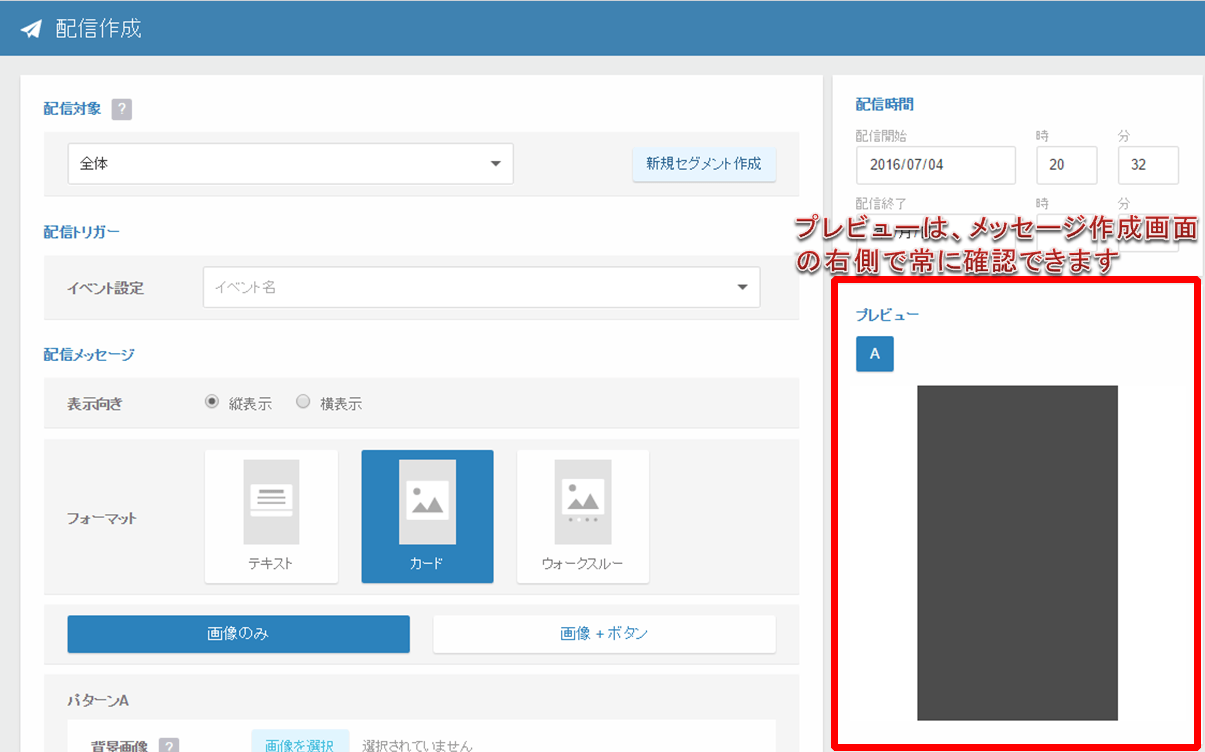 配信作成
配信対象 ?
全体
新規セグメント作成
配信トリガー
イベント設定
イベント名
配信メッセージ
表示向き
縦表示
横表示
フォーマット
テキスト
カード
ウォークスルー
画像のみ
画像 + ボタン
パターンA
背景画像 ?
画像を選択
選択されていません
配信時間
配信開始 時 分
2016/07/04 20 32
配信終了 時 分
プレビューは、メッセージ作成画面
の右側で常に確認できます
プレビュー
A